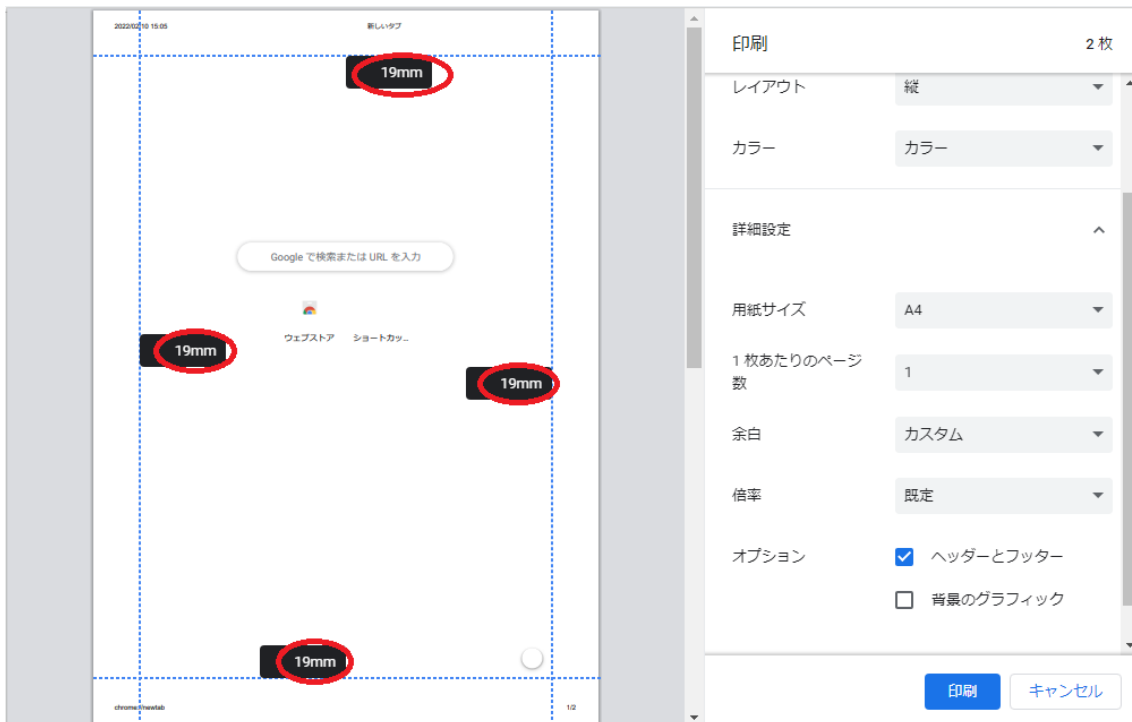 2022/02/10 15:05
新しいタブ
19mm
Google で検索または URL を入力
ウェブストア
ショートカッ...
19mm
19mm
19mm
chrome://newtab
1/2
印刷
2 枚
レイアウト
縦
カラー
カラー
詳細設定
用紙サイズ
A4
1 枚あたりのページ
数
1
余白
カスタム
倍率
既定
オプション
ヘッダーとフッター
背景のグラフィック
印刷
キャンセル